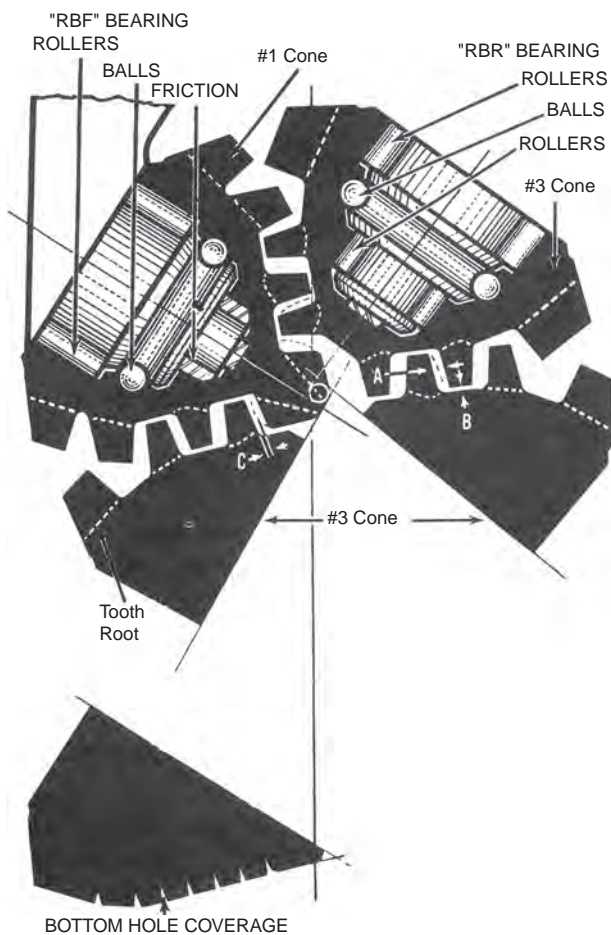 "RBF" BEARING
ROLLERS
BALLS
FRICTION
#1 Cone
"RBR" BEARING
ROLLERS
BALLS
ROLLERS
#3 Cone
A
B
C
#3 Cone
Tooth
Root
BOTTOM HOLE COVERAGE